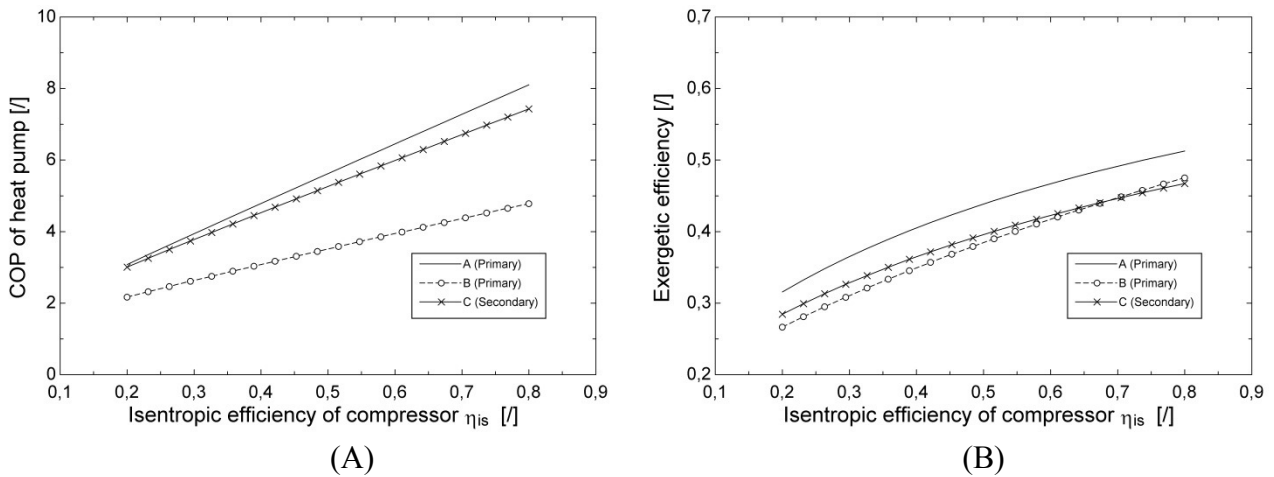 10
8
6
4
2
0
COP of heat pump [/]
A (Primary)
B (Primary)
C (Secondary)
0,1 0,2 0,3 0,4 0,5 0,6 0,7 0,8 0,9
Isentropic efficiency of compressor ηis [/]
(A)
0,7
0,6
0,5
0,4
0,3
0,2
Exergetic efficiency [/]
A (Primary)
B (Primary)
C (Secondary)
0,1 0,2 0,3 0,4 0,5 0,6 0,7 0,8 0,9
Isentropic efficiency of compressor ηis [/]
(B)